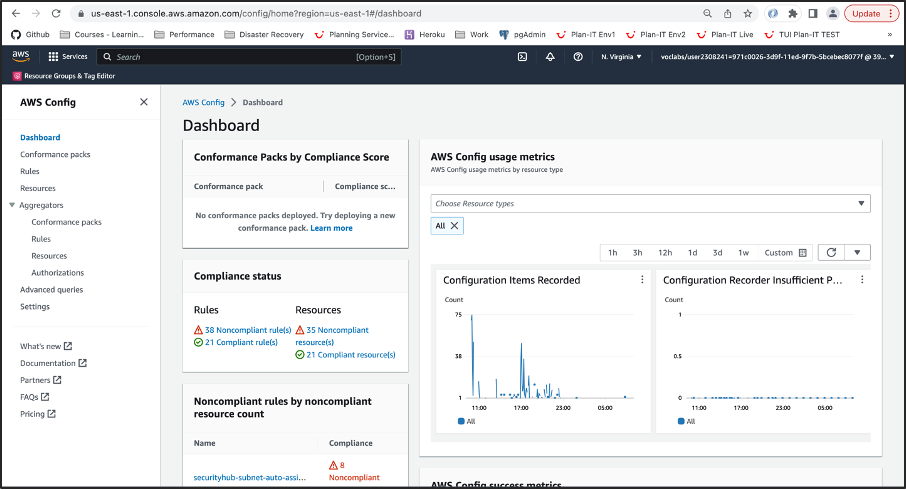 us-east-1.console.aws.amazon.com/config/home?region=us-east-1#/dashboard
Update
Github
Courses - Learnin...
Performance
Disaster Recovery
Planning Service...
Heroku
Work
pgAdmin
Plan-IT Env1
Plan-IT Env2
Plan-IT Live
TUI Plan-IT TEST
»
aws
Services
Search
[Option+S]
N. Virginia
voclabs/user2308241=971c0026-3d9f-11ed-9f7b-5bcebec8077f @ 39...
Resource Groups & Tag Editor
AWS Config
Dashboard
Conformance packs
Rules
Resources
Aggregators
Conformance packs
Rules
Resources
Authorizations
Advanced queries
Settings
What's new
Documentation
Partners
FAQs
Pricing
AWS Config > Dashboard
Dashboard
Conformance Packs by Compliance Score
Conformance pack
Compliance sc...
No conformance packs deployed. Try deploying a new
conformance pack. Learn more
Compliance status
Rules
38 Noncompliant rule(s)
21 Compliant rule(s)
Resources
35 Noncompliant
resource(s)
21 Compliant resource(s)
Noncompliant rules by noncompliant
resource count
Name
Compliance
securityhub-subnet-auto-assi...
8
Noncompliant
AWS Config usage metrics
AWS Config usage metrics by resource type
Choose Resource types
All
1h
3h
12h
1d
3d
1w
Custom
Configuration Items Recorded
Count
75
38
1
11:00
17:00
23:00
05:00
All
Configuration Recorder Insufficient P...
Count
1
0.5
0
11:00
17:00
23:00
05:00
All
AWS Config success metrics